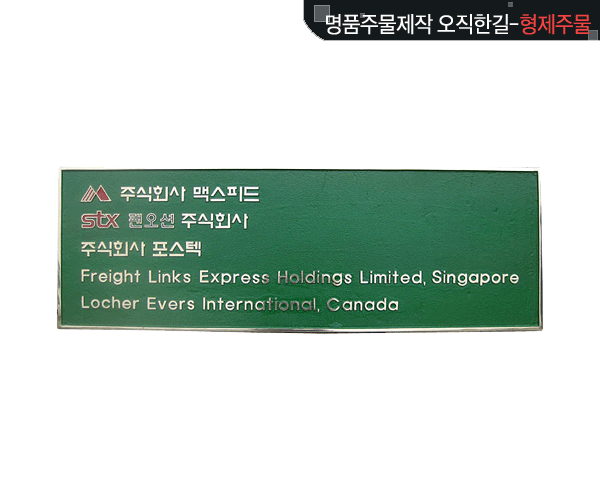 명품주물제작 오직한길-형제주물
주식회사 맥스피드
stx 팬오션 주식회사
주식회사 포스텍
Freight Links Express Holdings Limited, Singapore
Locher Evers International, Canada